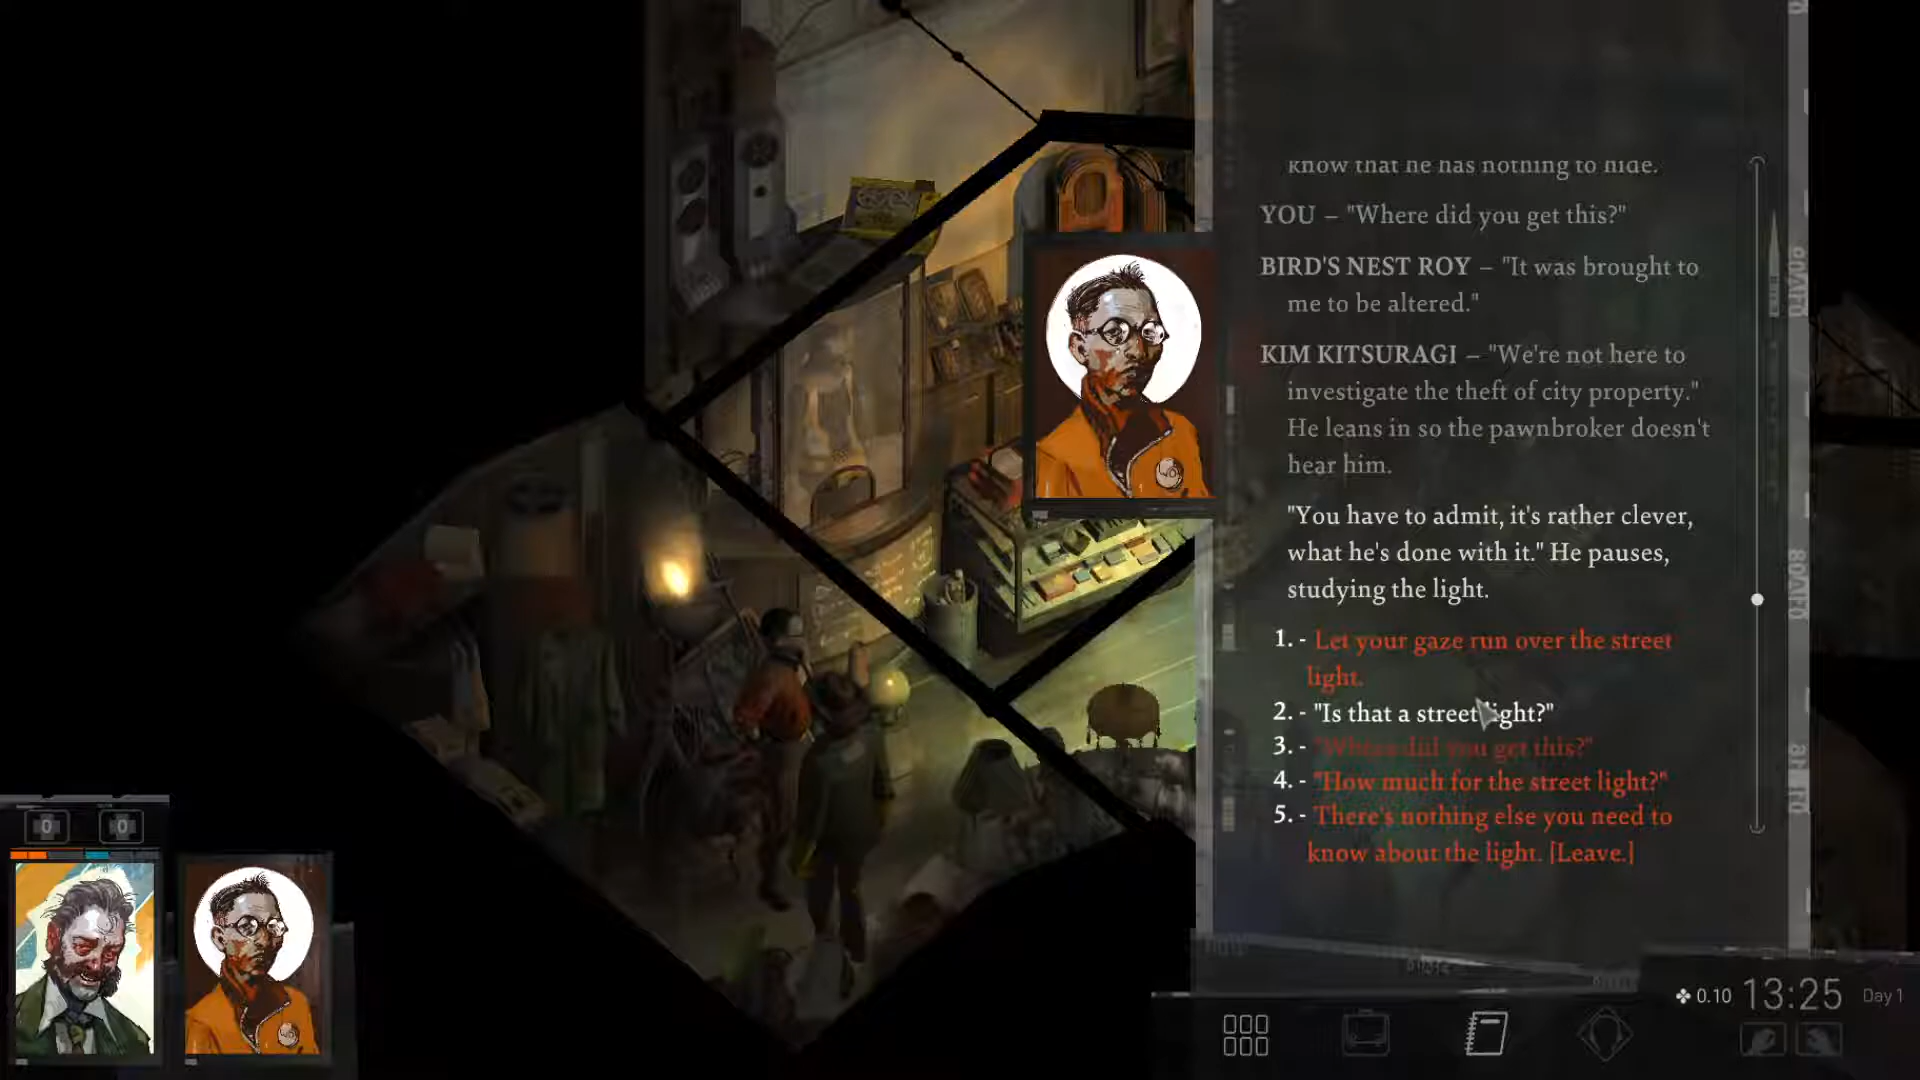 know that he has nothing to hide.
YOU – "Where did you get this?"
BIRD'S NEST ROY – "It was brought to
me to be altered."
KIM KITSURAGI – "We're not here to
investigate the theft of city property."
He leans in so the pawnbroker doesn't
hear him.
"You have to admit, it's rather clever,
what he's done with it." He pauses,
studying the light.
1. - Let your gaze run over the street
light.
2. - "Is that a street light?"
3. - "Where did you get this?"
4. - "How much for the street light?"
5. - There's nothing else you need to
know about the light. [Leave.]
0 0
0.10 13:25 Day 1